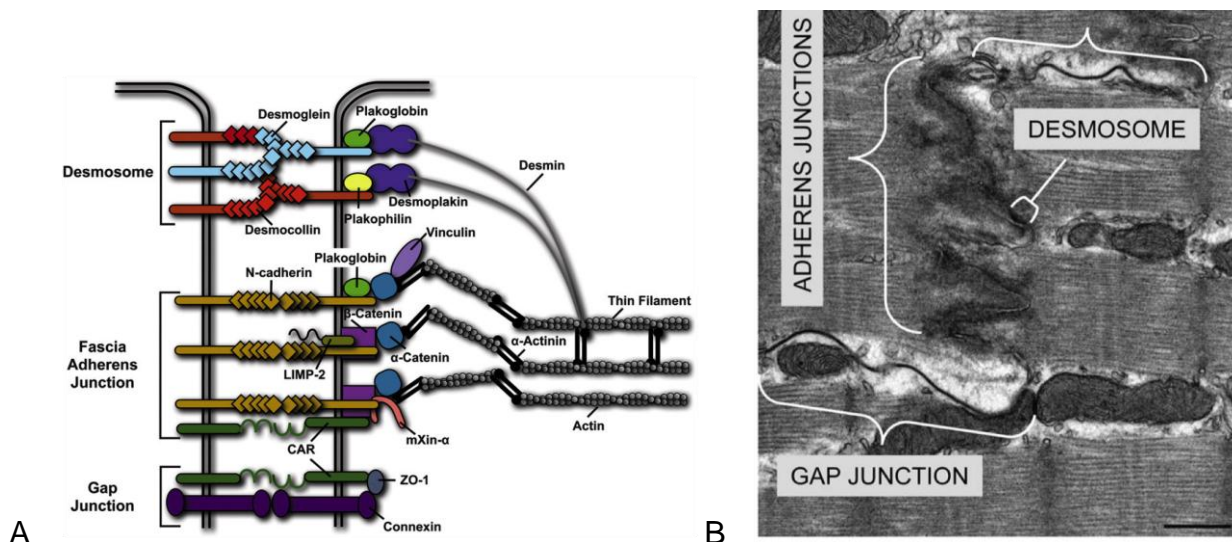 Desmosome
Desmoglein
Plakoglobin
Desmin
Desmoplakin
Plakophilin
Desmocollin
Vinculin
Plakoglobin
N-cadherin
Fascia
Adherens
Junction
β-Catenin
LIMP-2
α-Catenin
Thin Filament
α-Actinin
mXin-α
Actin
CAR
Gap
Junction
ZO-1
Connexin
A
ADHERENS JUNCTIONS
DESMOSOME
GAP JUNCTION
B